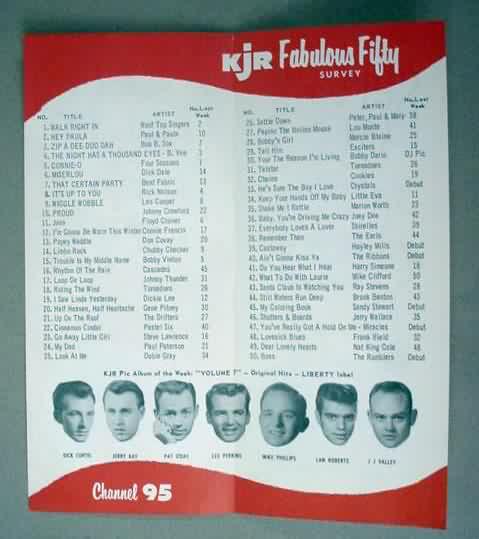 KJR Fabulous Fifty
SURVEY
NO. TITLE ARTIST No.Last Week
1. WALK RIGHT IN Roof Top Singers 2
2. HEY PAULA Paul & Paula 10
3. ZIP A DEE DOO DAH Bob B. Sox 7
4. THE NIGHT HAS A THOUSAND EYES - B. Vee 3
5. CONNIE-O Four Seasons 1
6. MISERLOU Dick Dale 14
7. THAT CERTAIN PARTY Bent Fabric 13
8. IT'S UP TO YOU Rick Nelson 4
9. WIGGLE WOBBLE Les Cooper 8
10. PROUD Johnny Crawford 22
11. Java Floyd Cramer 6
12. I'm Gonna Be Warm This Winter Connie Francis 17
13. Popey Waddle Don Covay 20
14. Limbo Rock Chubby Checker 9
15. Trouble Is My Middle Name Bobby Vinton 5
16. Rhythm Of The Rain Cascades 45
17. Loop De Loop Johnny Thunder 31
18. Riding The Wind Tornadoes 28
19. I Saw Linda Yesterday Dickie Lee 12
20. Half Heaven, Half Heartache Gene Pitney 30
21. Up On The Roof The Drifters 27
22. Cinnamon Cinder Pastel Six 40
23. Go Away Little Girl Steve Lawrence 16
24. My Dad Paul Peterson 21
25. Look At Me Dobie Gray 34
NO. TITLE ARTIST No.Last Week
26. Settle Down Peter, Paul & Mary 38
27. Pepino The Italian Mouse Lou Monte 41
28. Bobby's Girl Marcie Blaine 25
29. Tell Him Exciters 15
30. You're The Reason I'm Living Bobby Darin DJ Pic
31. Telstar Tornadoes 26
32. Chains Cookies 19
33. He's Sure The Boy I Love Crystals Debut
34. Keep Your Hands Off My Baby Little Eva 11
35. Shake Me I Rattle Marion Worth 23
36. Baby, You're Driving Me Crazy Joey Dee 42
37. Everybody Loves A Lover Shirelles 39
38. Remember Then The Earls 44
39. Castaway Hayley Mills Debut
40. Ain't Gonna Kiss Ya The Ribbons Debut
41. Do You Hear What I Hear Harry Simeone 18
42. What To Do With Laurie Mike Clifford 50
43. Santa Claus Is Watching You Ray Stevens 28
44. Still Waters Run Deep Brook Benton 43
45. My Coloring Book Sandy Stewart Debut
46. Shutters & Boards Jerry Wallace 35
47. You've Really Got A Hold On Me - Miracles Debut
48. Lovesick Blues Frank Ifield 32
49. Dear Lonely Hearts Nat King Cole 48
50. Boss The Rumblers Debut
KJR Pic Album of the Week: "VOLUME 7" - Original Hits - LIBERTY label
DICK CURTIS JERRY KAY PAT O'DAY LEE PERKINS MIKE PHILLIPS LAN ROBERTS J J VALLEY
Channel 95